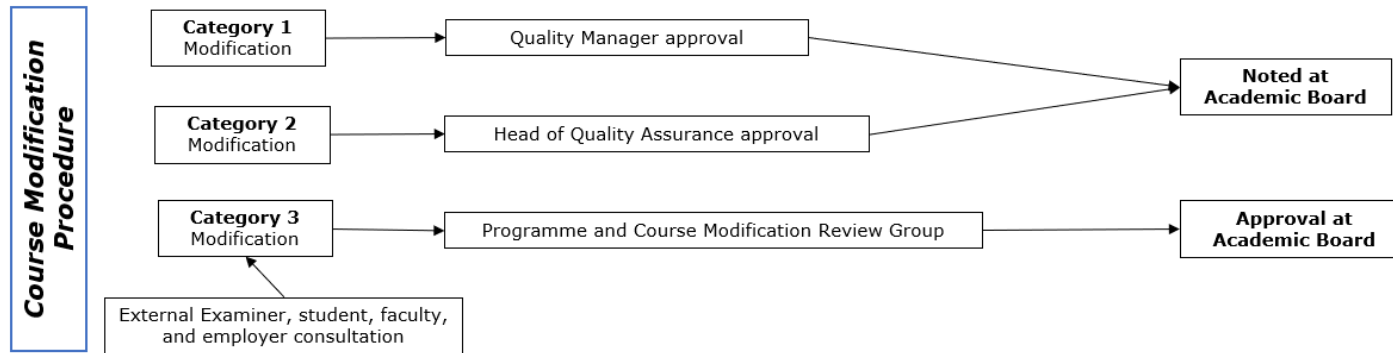 Course Modification
Procedure
Category 1
Modification
Quality Manager approval
Noted at
Academic Board
Category 2
Modification
Head of Quality Assurance approval
Category 3
Modification
Programme and Course Modification Review Group
Approval at
Academic Board
External Examiner, student, faculty,
and employer consultation